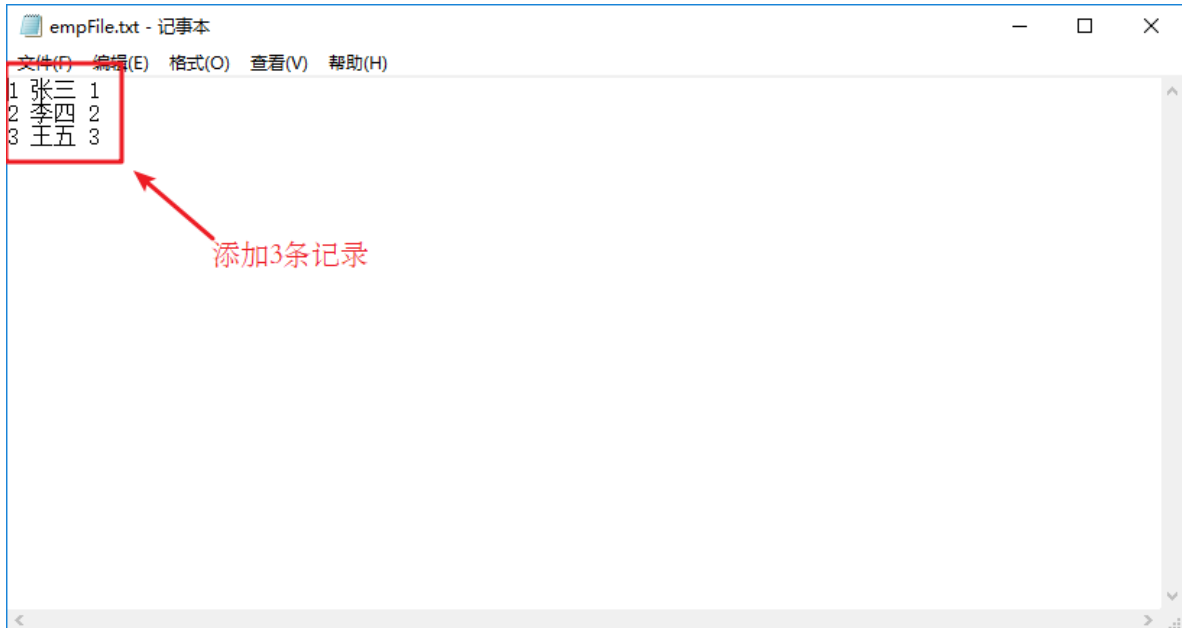 empFile.txt - 记事本
文件(F) 编辑(E) 格式(O) 查看(V) 帮助(H)
1 张三 1
2 李四 2
3 王五 3
添加3条记录